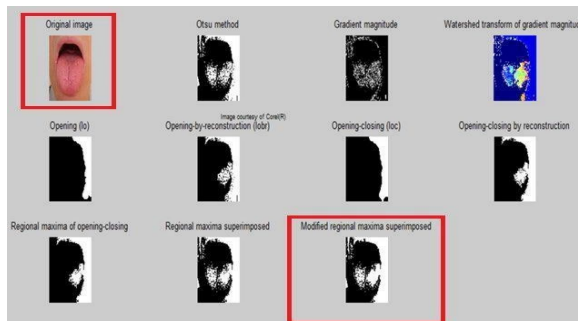 Original image
Otsu method
Gradient magnitude
Watershed transform of gradient magnitude
Image courtesy of Corel(R)
Opening (Io)
Opening-by-reconstruction (Iobr)
Opening-closing (Ioc)
Opening-closing by reconstruction
Regional maxima of opening-closing
Regional maxima superimposed
Modified regional maxima superimposed